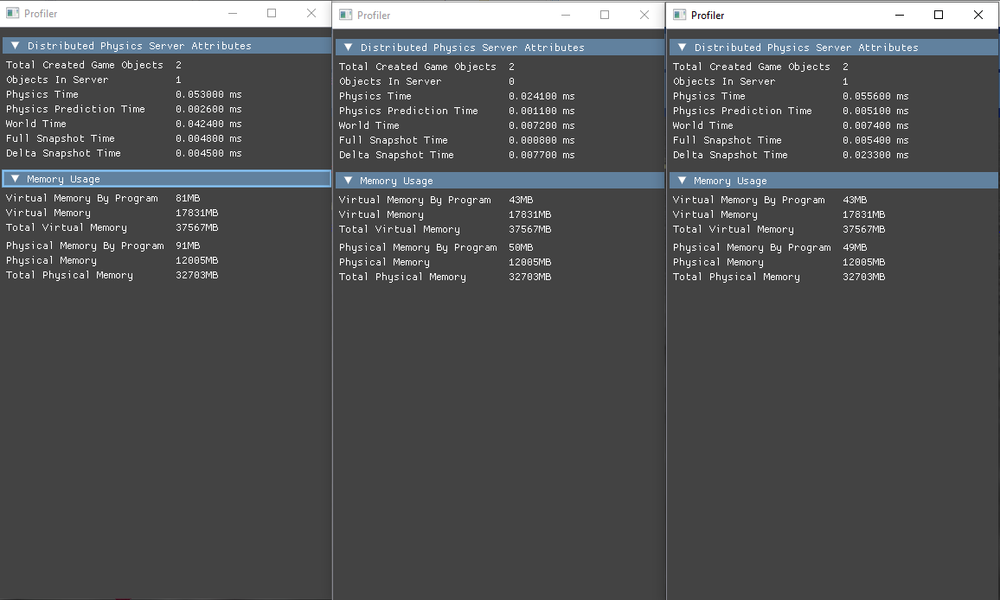 Profiler
Distributed Physics Server Attributes
Total Created Game Objects 2
Objects In Server 1
Physics Time 0.053000 ms
Physics Prediction Time 0.002600 ms
World Time 0.042400 ms
Full Snapshot Time 0.004800 ms
Delta Snapshot Time 0.004500 ms
Memory Usage
Virtual Memory By Program 81MB
Virtual Memory 17831MB
Total Virtual Memory 37567MB
Physical Memory By Program 91MB
Physical Memory 12005MB
Total Physical Memory 32703MB
Profiler
Distributed Physics Server Attributes
Total Created Game Objects 2
Objects In Server 0
Physics Time 0.024100 ms
Physics Prediction Time 0.001100 ms
World Time 0.007200 ms
Full Snapshot Time 0.000800 ms
Delta Snapshot Time 0.007700 ms
Memory Usage
Virtual Memory By Program 43MB
Virtual Memory 17831MB
Total Virtual Memory 37567MB
Physical Memory By Program 50MB
Physical Memory 12005MB
Total Physical Memory 32703MB
Profiler
Distributed Physics Server Attributes
Total Created Game Objects 2
Objects In Server 1
Physics Time 0.055600 ms
Physics Prediction Time 0.005100 ms
World Time 0.007400 ms
Full Snapshot Time 0.005400 ms
Delta Snapshot Time 0.023300 ms
Memory Usage
Virtual Memory By Program 43MB
Virtual Memory 17831MB
Total Virtual Memory 37567MB
Physical Memory By Program 49MB
Physical Memory 12005MB
Total Physical Memory 32703MB